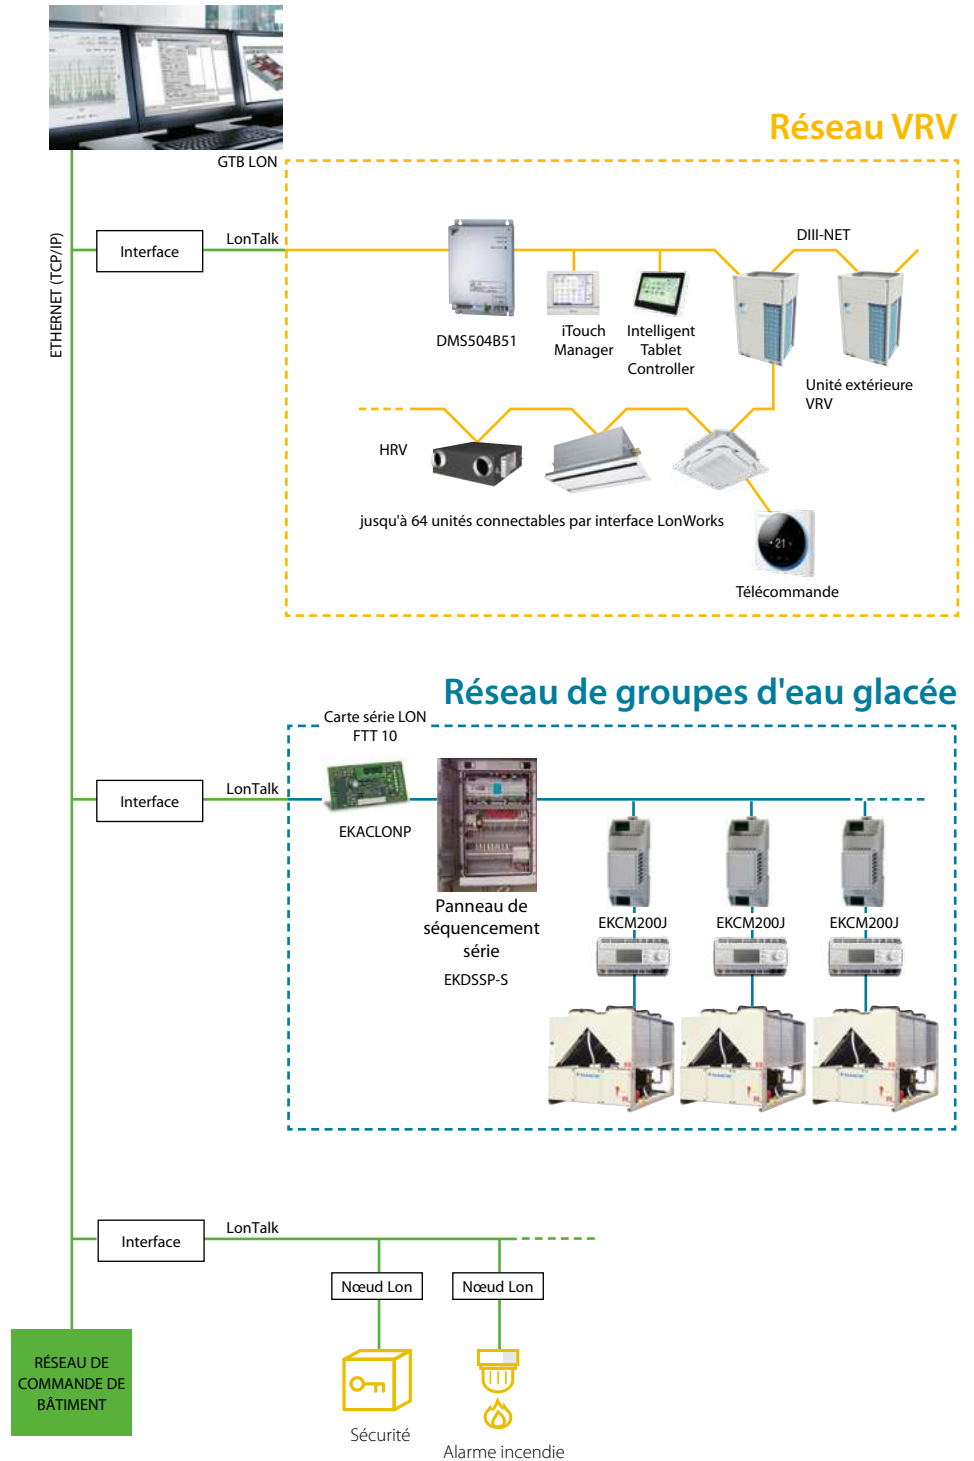 GTB LON
Réseau VRV
ETHERNET (TCP/IP)
Interface
LonTalk
DIII-NET
DMS504B51
iTouch
Manager
Intelligent
Tablet
Controller
Unité extérieure
VRV
HRV
jusqu'à 64 unités connectables par interface LonWorks
21
Télécommande
Réseau de groupes d'eau glacée
Carte série LON
FTT 10
Interface
LonTalk
EKACLONP
Panneau de
séquencement
série
EKDSSP-S
EKCM200J
EKCM200J
EKCM200J
Interface
LonTalk
Nœud Lon
Nœud Lon
RÉSEAU DE
COMMANDE DE
BÂTIMENT
Sécurité
Alarme incendie